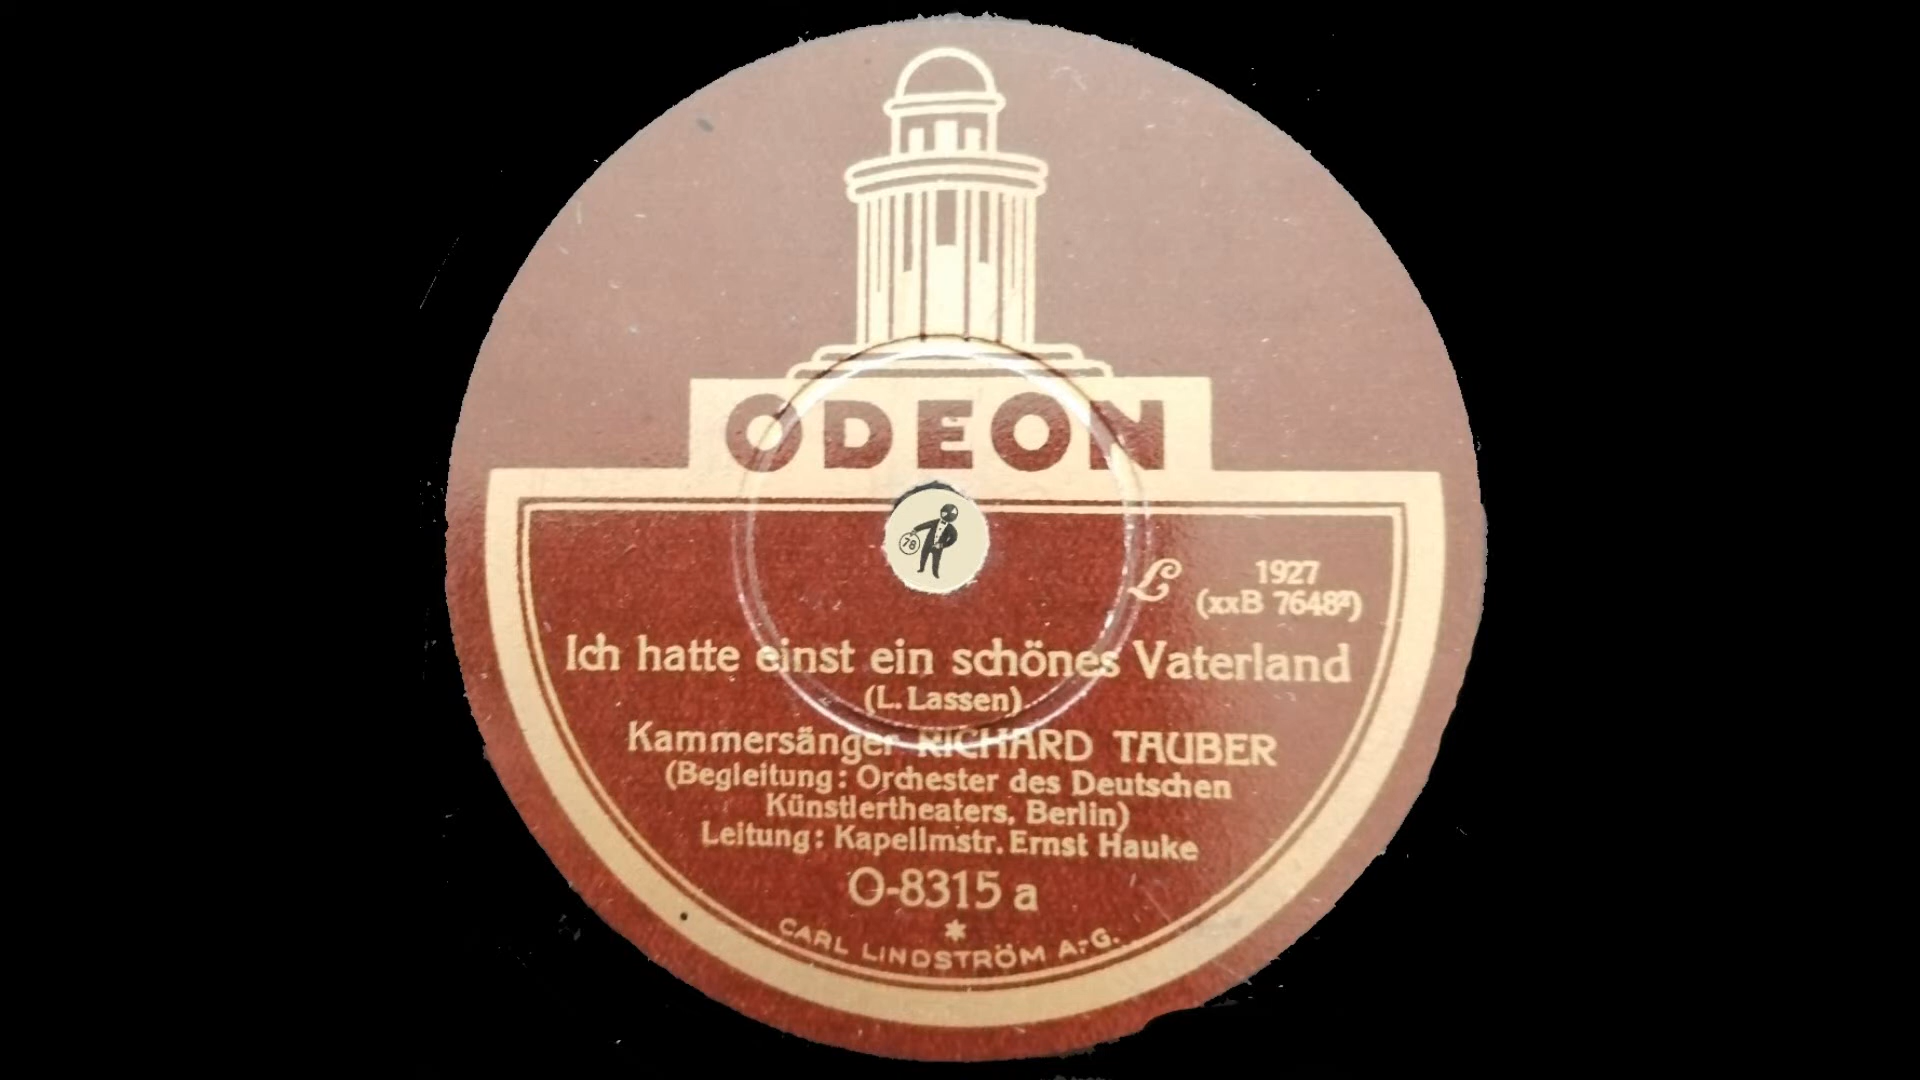 ODEON
78
L 1927
(xxB 7648²)
Ich hatte einst ein schönes Vaterland
(L. Lassen)
Kammersänger RICHARD TAUBER
(Begleitung: Orchester des Deutschen
Künstlertheaters, Berlin)
Leitung: Kapellmstr. Ernst Hauke
O-8315 a
*
CARL LINDSTRÖM A.-G.